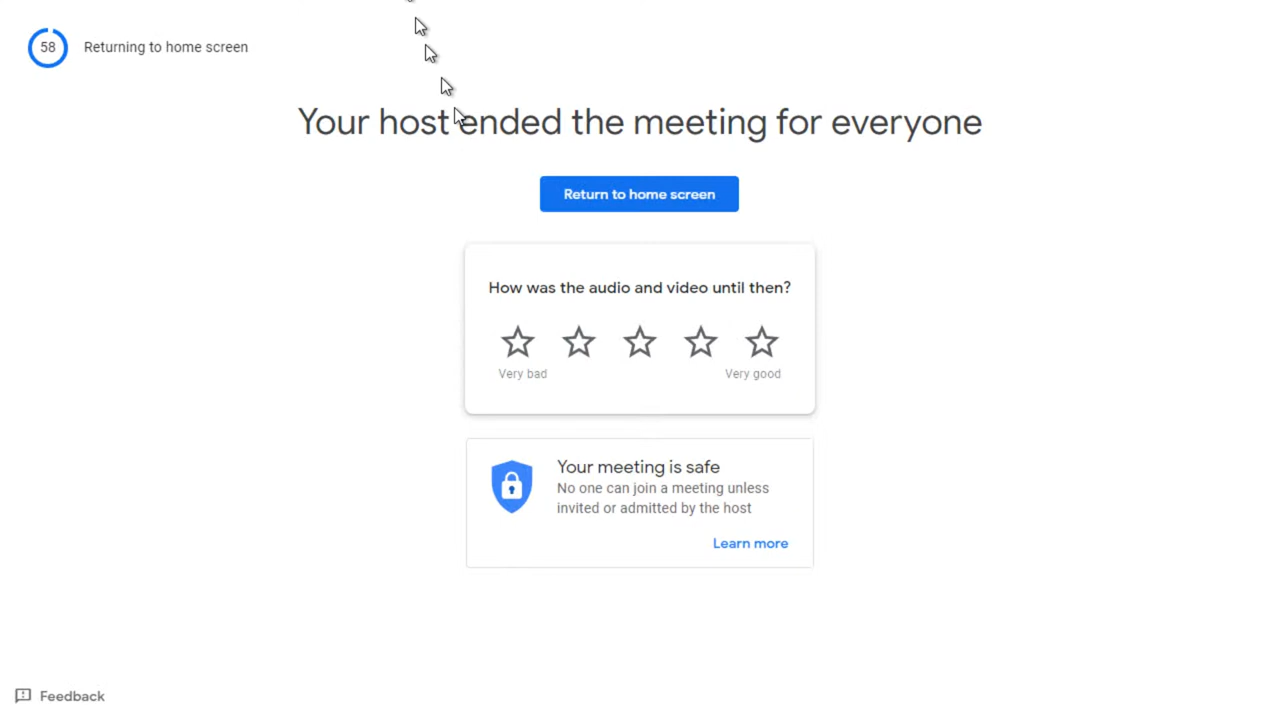 58 Returning to home screen
Your host ended the meeting for everyone
Return to home screen
How was the audio and video until then?
Very bad Very good
Your meeting is safe
No one can join a meeting unless
invited or admitted by the host
Learn more
Feedback